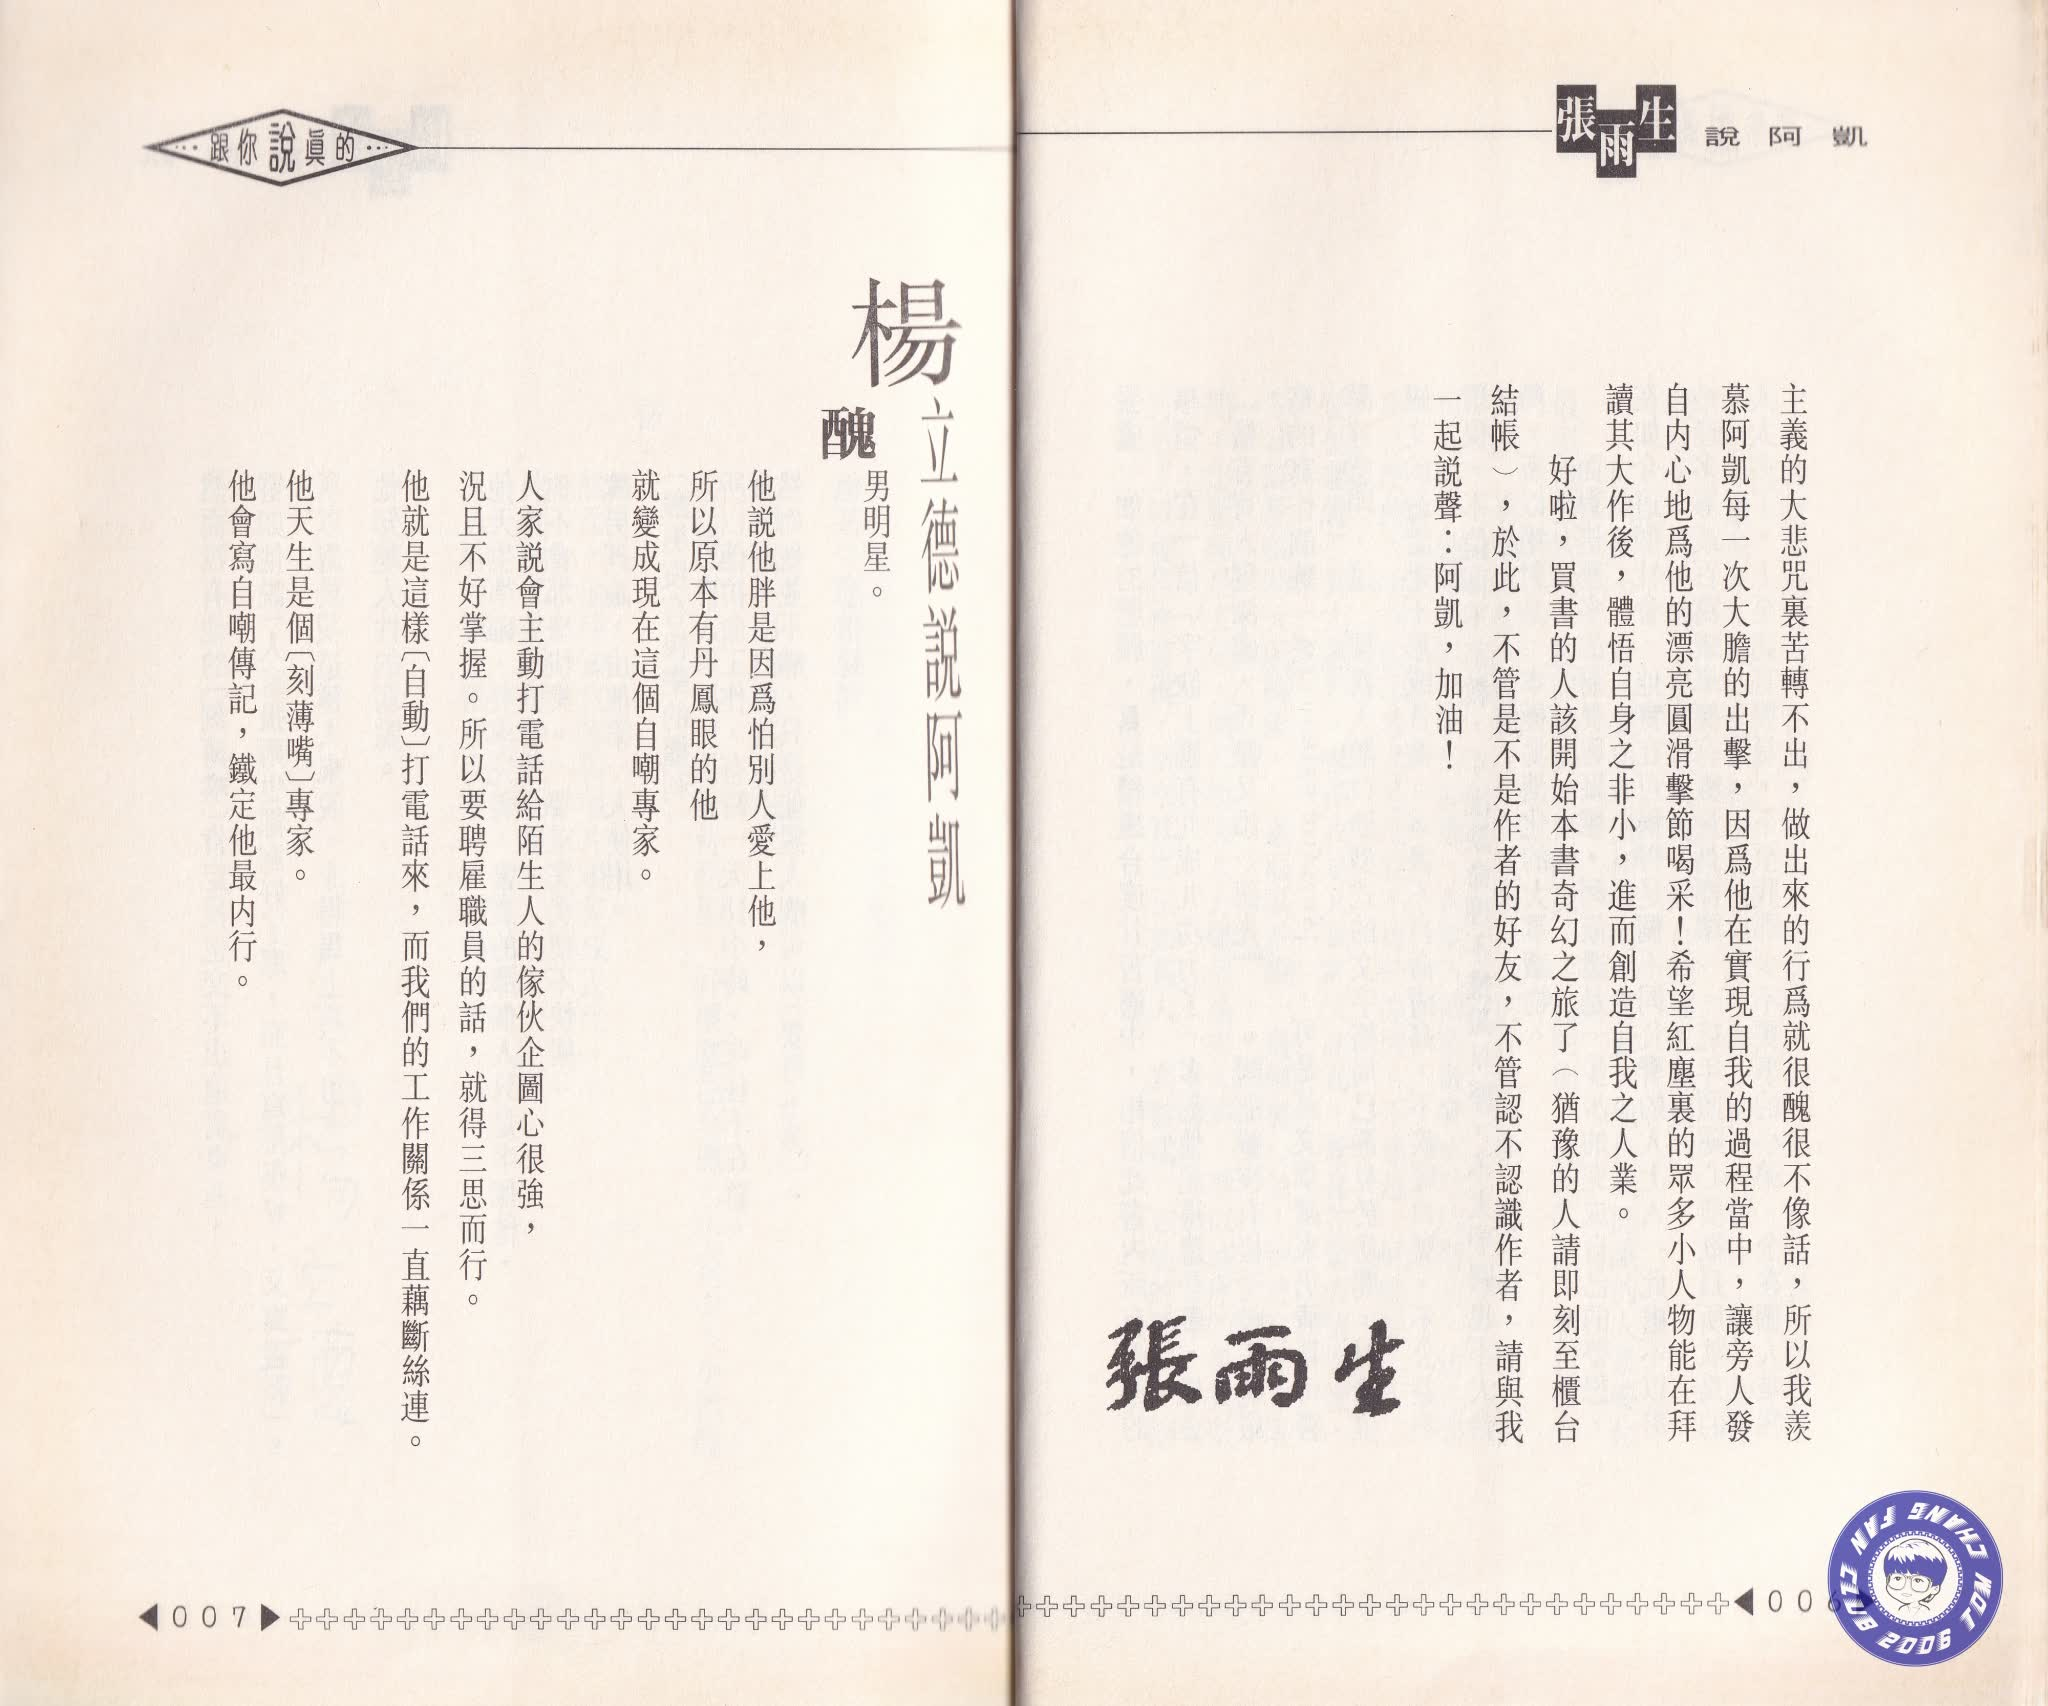 張雨生 說阿凱
主義的大悲咒裏苦轉不出，做出來的行爲就很醜很不像話，所以我羨
慕阿凱每一次大膽的出擊，因爲他在實現自我的過程當中，讓旁人發
自内心地爲他的漂亮圓滑擊節喝采！希望紅塵裏的眾多小人物能在拜
讀其大作後，體悟自身之非小，進而創造自我之人業。
好啦，買書的人該開始本書奇幻之旅了（猶豫的人請即刻至櫃台
結帳），於此，不管是不是作者的好友，不管認不認識作者，請與我
一起說聲：阿凱，加油！
張雨生
006
TOM CHANG FAN CLUB 2006
…跟你說眞的…
楊立德說阿凱
醜男明星。
他說他胖是因爲怕別人愛上他，
所以原本有丹鳳眼的他
就變成現在這個自嘲專家。
人家說會主動打電話給陌生人的傢伙企圖心很強，
況且不好掌握。所以要聘雇職員的話，就得三思而行。
他就是這樣〔自動〕打電話來，而我們的工作關係一直藕斷絲連。
他天生是個〔刻薄嘴〕專家。
他會寫自嘲傳記，鐵定他最内行。
007